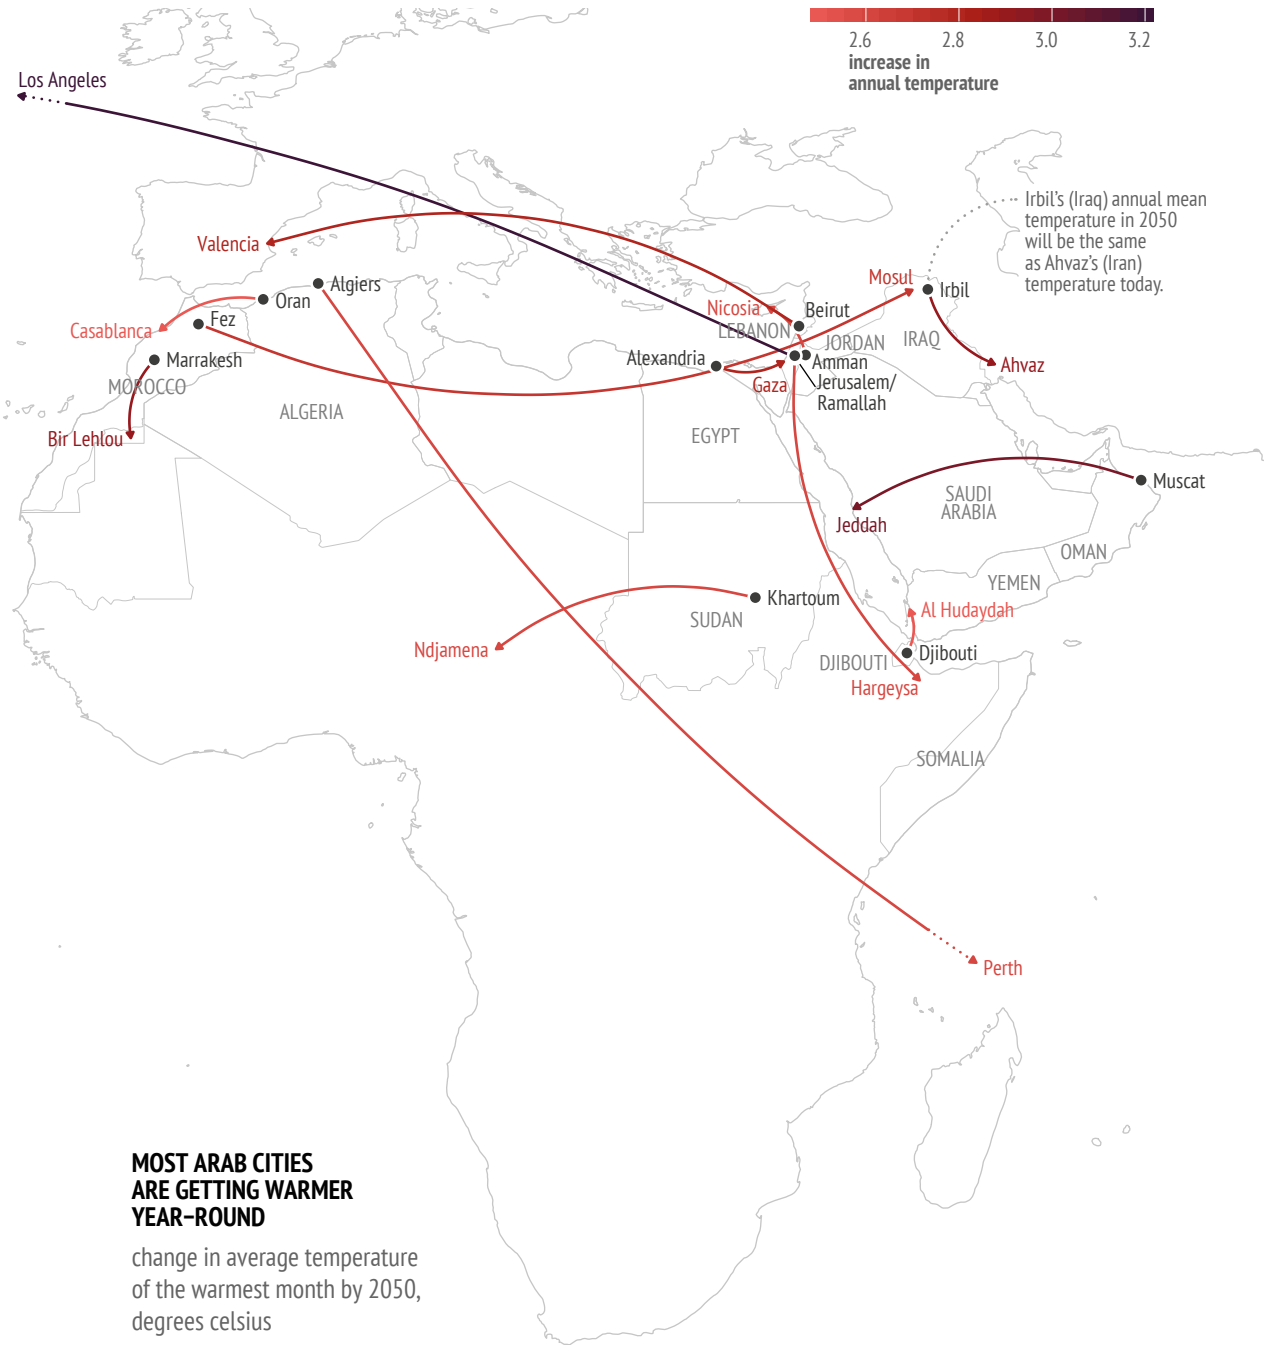 2.6 2.8 3.0 3.2
increase in
annual temperature
Los Angeles
Irbil's (Iraq) annual mean
temperature in 2050
will be the same
as Ahvaz's (Iran)
temperature today.
Valencia
Mosul
Irbil
Algiers
Oran
Nicosia
Beirut
Casablanca
Fez
LEBANON
JORDAN
IRAQ
Marrakesh
Alexandria
Amman
Ahvaz
MOROCCO
Gaza
Jerusalem/
Ramallah
ALGERIA
Bir Lehlou
EGYPT
Muscat
SAUDI
ARABIA
Jeddah
OMAN
YEMEN
Khartoum
Al Hudaydah
SUDAN
Ndjamena
DJIBOUTI
Djibouti
Hargeysa
SOMALIA
Perth
MOST ARAB CITIES
ARE GETTING WARMER
YEAR–ROUND
change in average temperature
of the warmest month by 2050,
degrees celsius